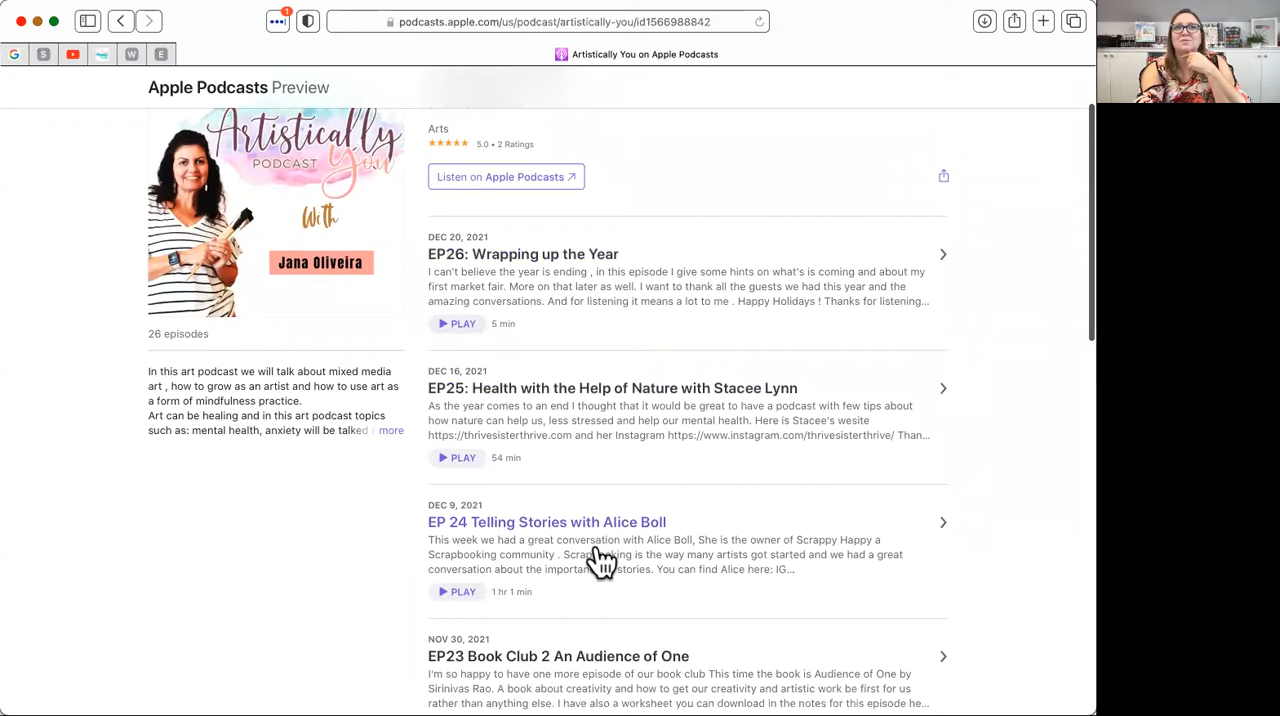 1
podcasts.apple.com/us/podcast/artistically-you/id1566988842
G
S
W
E
Artistically You on Apple Podcasts
Apple Podcasts Preview
Artistically
PODCAST You
With
Jana Oliveira
26 episodes
In this art podcast we will talk about mixed media
art , how to grow as an artist and how to use art as
a form of mindfulness practice.
Art can be healing and in this art podcast topics
such as: mental health, anxiety will be talked more
Arts
★★★★★ 5.0 • 2 Ratings
Listen on Apple Podcasts ↗
DEC 20, 2021
EP26: Wrapping up the Year
I can't believe the year is ending , in this episode I give some hints on what's is coming and about my
first market fair. More on that later as well. I want to thank all the guests we had this year and the
amazing conversations. And for listening it means a lot to me . Happy Holidays ! Thanks for listening...
PLAY 5 min
DEC 16, 2021
EP25: Health with the Help of Nature with Stacee Lynn
As the year comes to an end I thought that it would be great to have a podcast with few tips about
how nature can help us, less stressed and help our mental health. Here is Stacee's wesite
https://thrivesisterthrive.com and her Instagram https://www.instagram.com/thrivesisterthrive/ Than...
PLAY 54 min
DEC 9, 2021
EP 24 Telling Stories with Alice Boll
This week we had a great conversation with Alice Boll, She is the owner of Scrappy Happy a
Scrapbooking community . is the way many artists got started and we had a great
conversation about the stories. You can find Alice here: IG...
PLAY 1 hr 1 min
NOV 30, 2021
EP23 Book Club 2 An Audience of One
I'm so happy to have one more episode of our book club This time the book is Audience of One by
Sirinivas Rao. A book about creativity and how to get our creativity and artistic work be first for us
rather than anything else. I have also a worksheet you can download in the notes for this episode he...